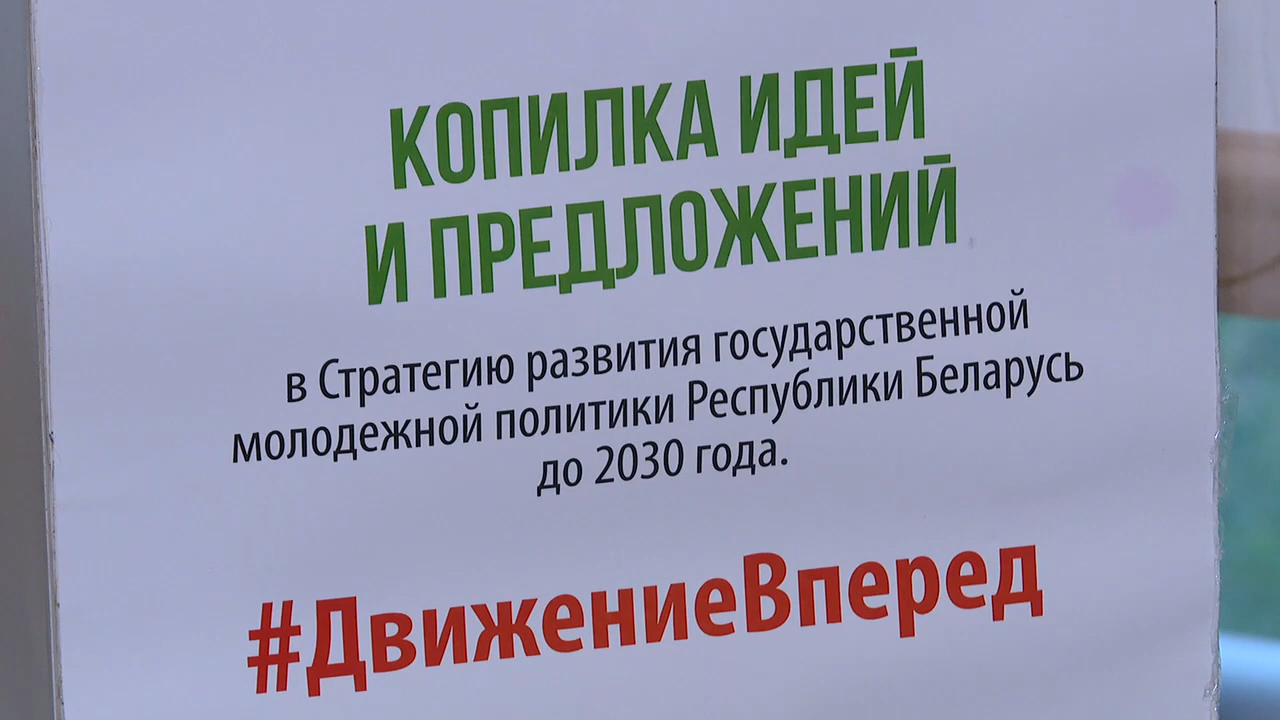 КОПИЛКА ИДЕЙ
И ПРЕДЛОЖЕНИЙ
в Стратегию развития государственной
молодежной политики Республики Беларусь
до 2030 года.
#ДвижениеВперед